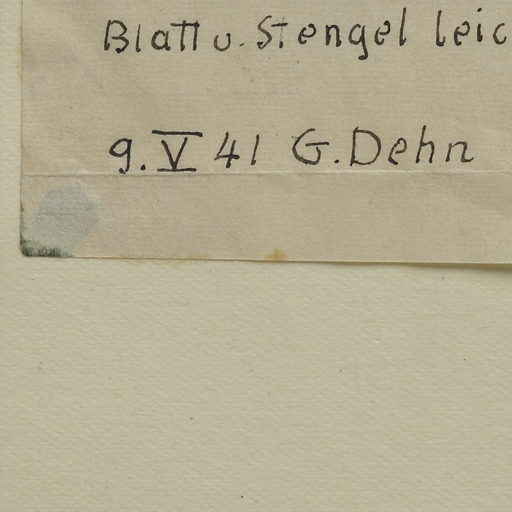 Blatt u. Stengel leic
9. V 41 G. Dehn